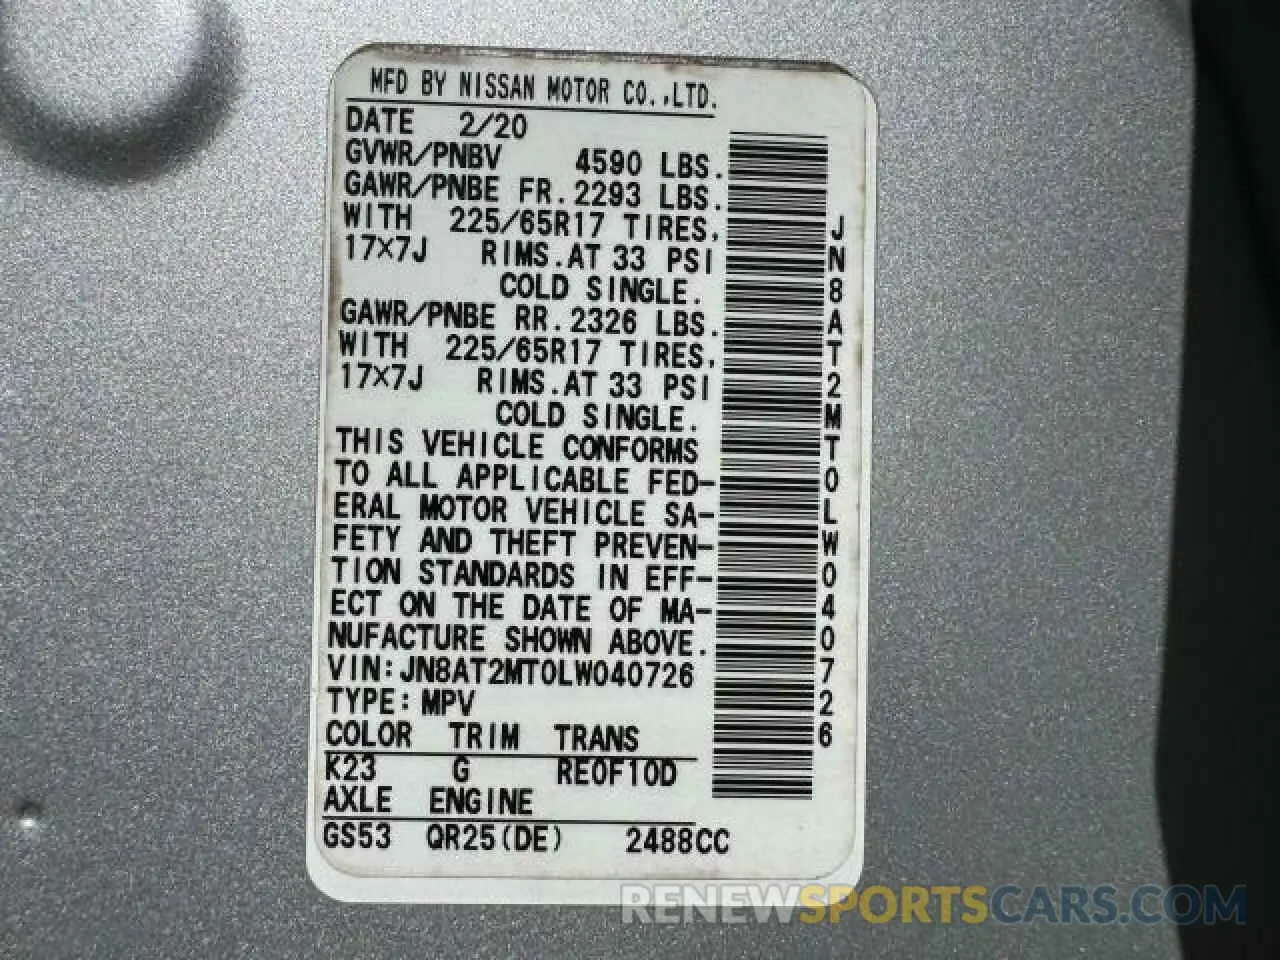 MFD BY NISSAN MOTOR CO.,LTD.
DATE 2/20
GVWR/PNBV 4590 LBS.
GAWR/PNBE FR.2293 LBS.
WITH 225/65R17 TIRES,
17X7J RIMS.AT 33 PSI
COLD SINGLE.
GAWR/PNBE RR.2326 LBS.
WITH 225/65R17 TIRES,
17X7J RIMS.AT 33 PSI
COLD SINGLE.
THIS VEHICLE CONFORMS
TO ALL APPLICABLE FED-
ERAL MOTOR VEHICLE SA-
FETY AND THEFT PREVEN-
TION STANDARDS IN EFF-
ECT ON THE DATE OF MA-
NUFACTURE SHOWN ABOVE.
VIN:JN8AT2MT0LW040726
TYPE:MPV
COLOR TRIM TRANS
K23 G RE0F10D
AXLE ENGINE
GS53 QR25(DE) 2488CC
JN8AT2MT0LW040726
RENEWSPORTSCARS.COM